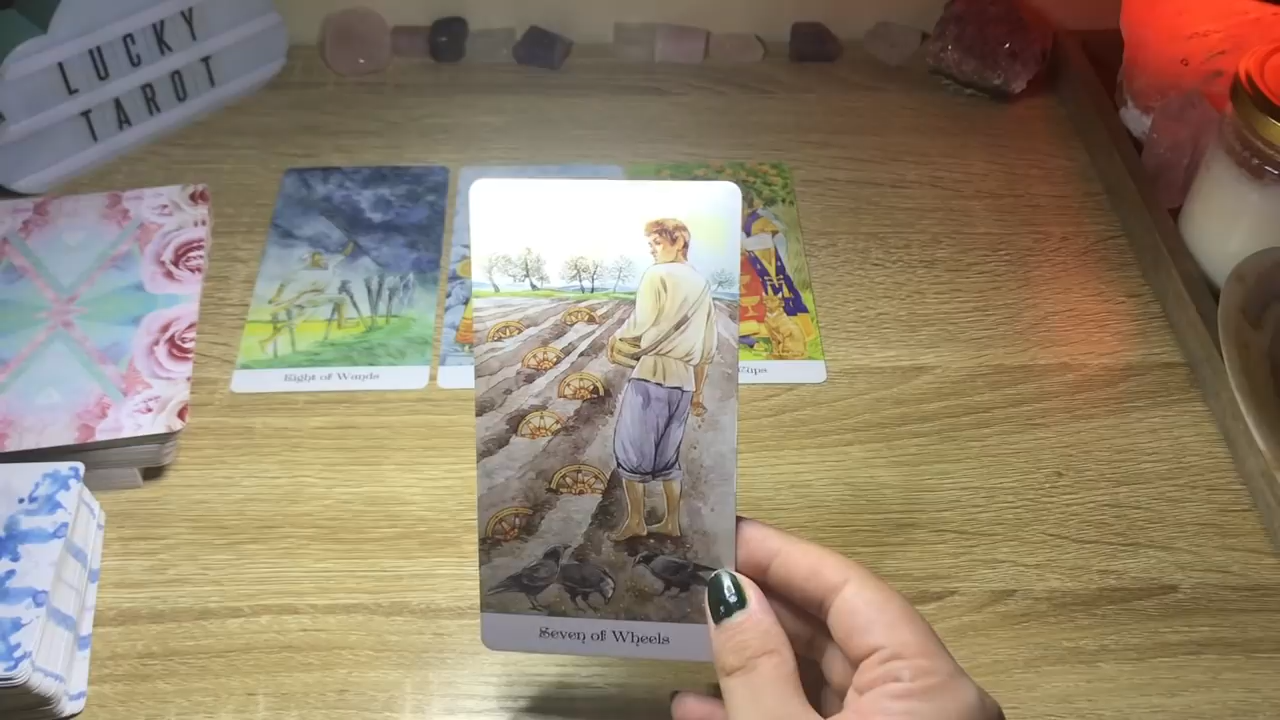 LUCKY
TAROT
Eight of Wands
Cups
Seven of Wheels